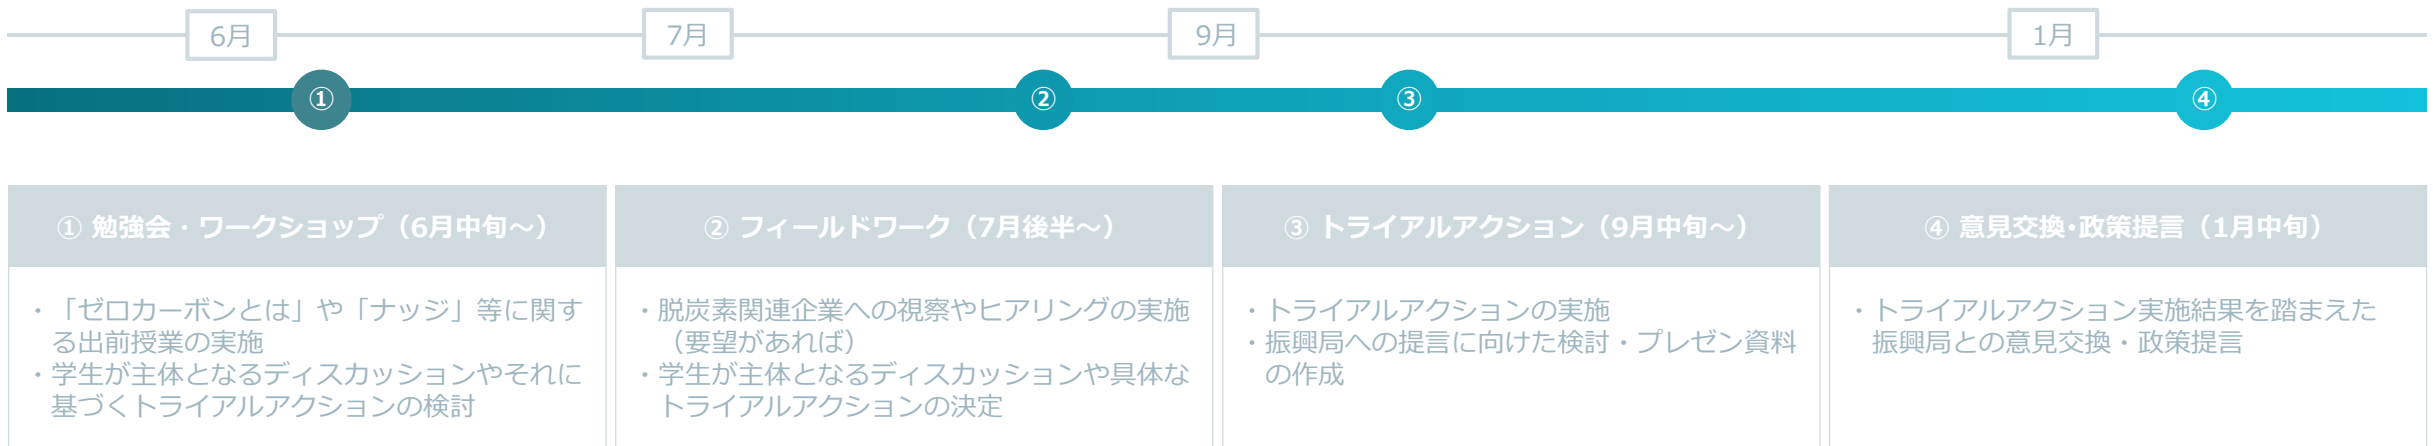 6月
7月
9月
1月
①
②
③
④
① 勉強会・ワークショップ（6月中旬～）
・「ゼロカーボンとは」や「ナッジ」等に関す
る出前授業の実施
・学生が主体となるディスカッションやそれに
基づくトライアルアクションの検討
② フィールドワーク（7月後半～）
・脱炭素関連企業への視察やヒアリングの実施
（要望があれば）
・学生が主体となるディスカッションや具体な
トライアルアクションの決定
③ トライアルアクション（9月中旬～）
・トライアルアクションの実施
・振興局への提言に向けた検討・プレゼン資料
の作成
④ 意見交換･政策提言（1月中旬）
・トライアルアクション実施結果を踏まえた
振興局との意見交換・政策提言